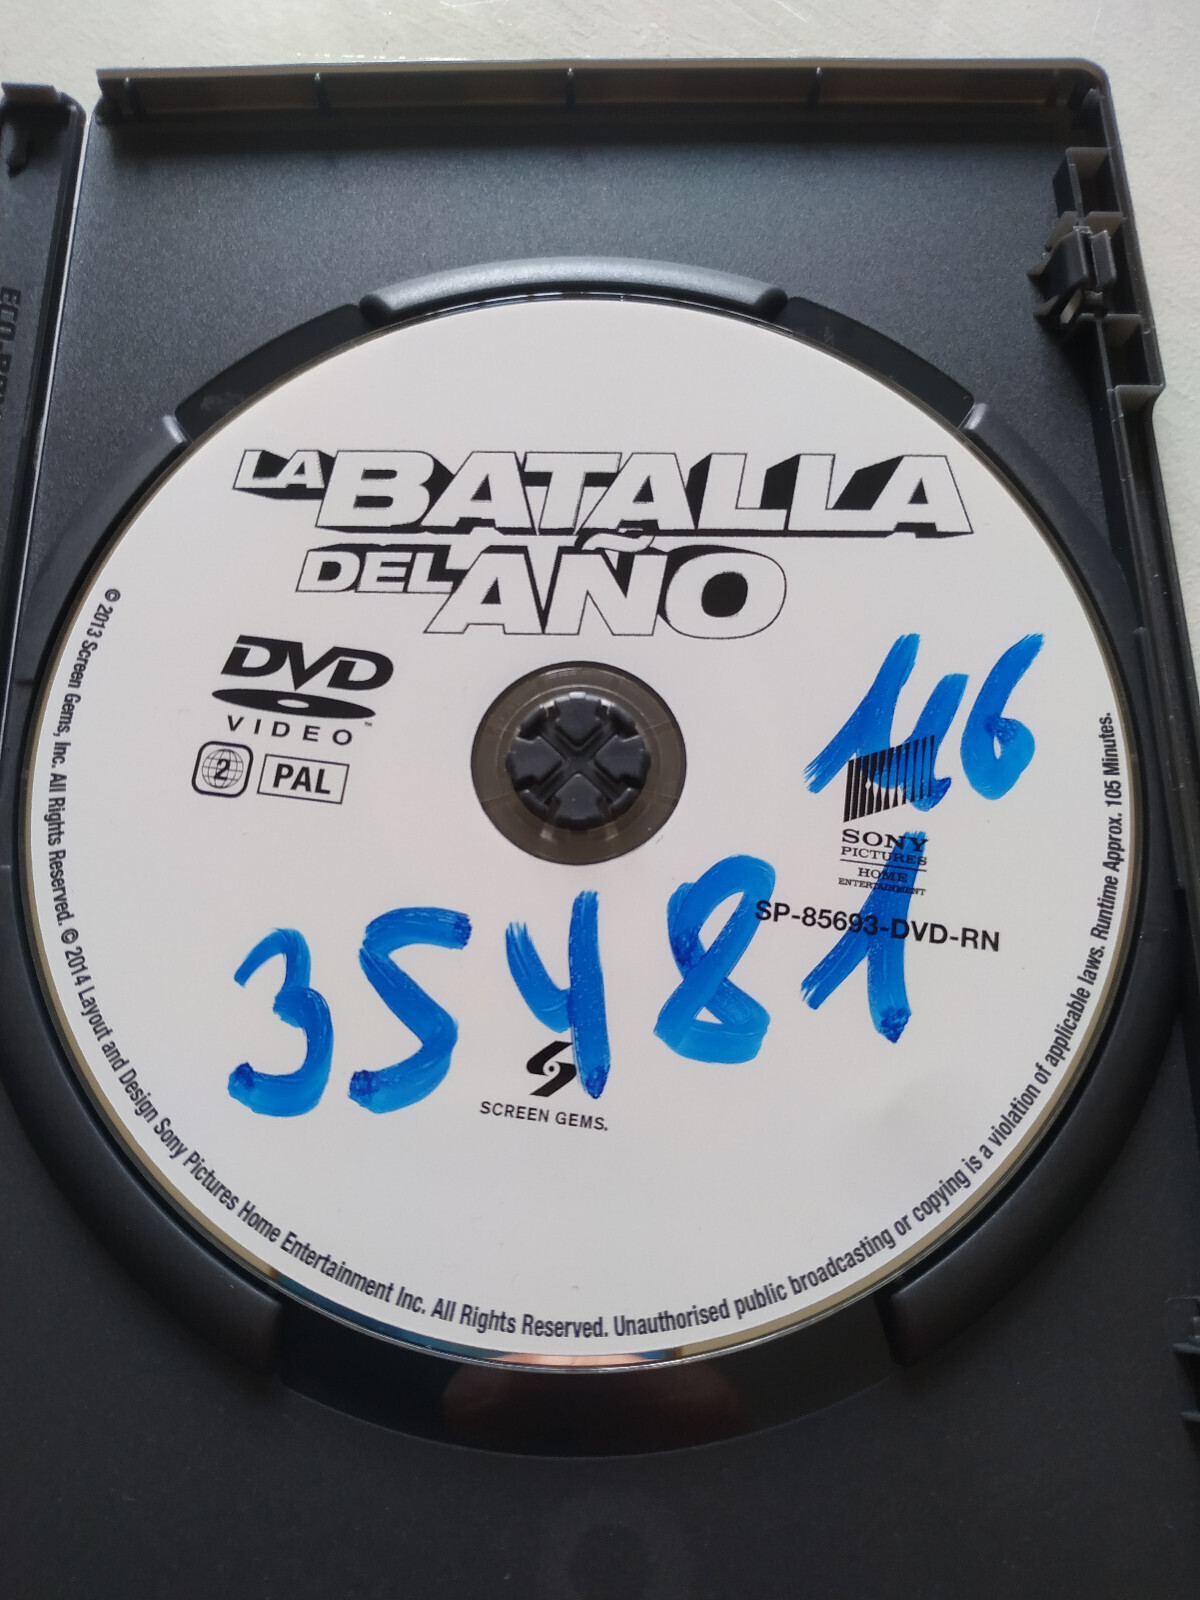 LA BATALLA
DEL AÑO
DVD
VIDEO ™
2 PAL
SONY
PICTURES
HOME
ENTERTAINMENT
SP-85693-DVD-RN
35481
SCREEN GEMS.
© 2013 Screen Gems, Inc. All Rights Reserved. © 2014 Layout and Design Sony Pictures Home Entertainment Inc. All Rights Reserved. Unauthorised public broadcasting or copying is a violation of applicable laws. Runtime Approx. 105 Minutes.